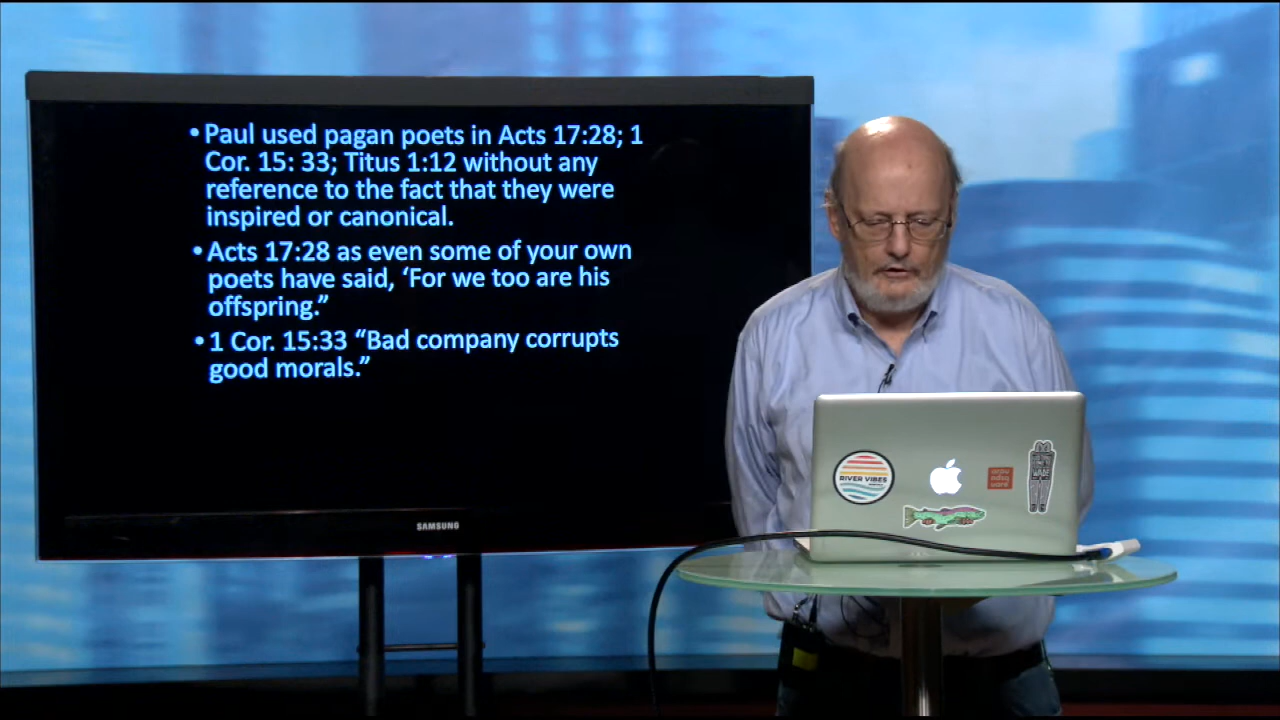 • Paul used pagan poets in Acts 17:28; 1
Cor. 15: 33; Titus 1:12 without any
reference to the fact that they were
inspired or canonical.
• Acts 17:28 as even some of your own
poets have said, ‘For we too are his
offspring.”
• 1 Cor. 15:33 “Bad company corrupts
good morals.”
SAMSUNG
RIVER VIBES